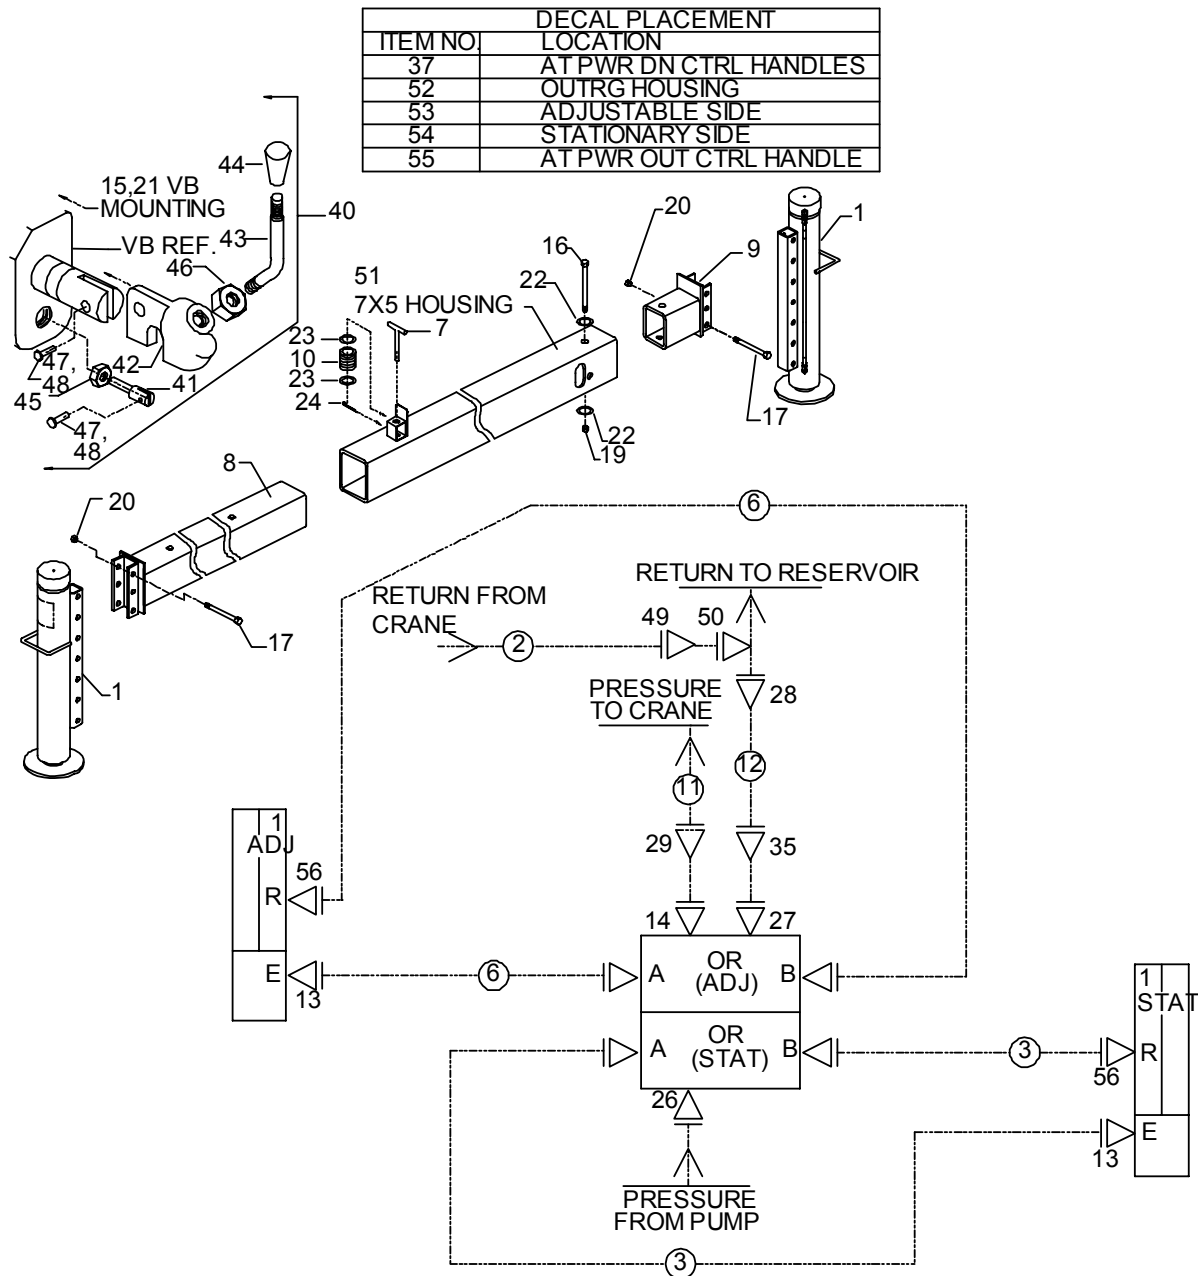 DECAL PLACEMENT
ITEM NO. LOCATION
37 AT PWR DN CTRL HANDLES
52 OUTRG HOUSING
53 ADJUSTABLE SIDE
54 STATIONARY SIDE
55 AT PWR OUT CTRL HANDLE
44
15,21 VB
MOUNTING
40
VB REF.
43
46
47,
48
42
41
45
47,
48
51
7X5 HOUSING
7
23
10
23
24
16
22
22
19
20
9
1
17
8
20
17
1
6
RETURN TO RESERVOIR
RETURN FROM
CRANE
2
49
50
PRESSURE
TO CRANE
28
11
12
29
35
14
27
1
ADJ
R
56
E
13
6
A
OR
(ADJ)
B
A
OR
(STAT)
B
3
1
STAT
R
56
E
13
26
PRESSURE
FROM PUMP
3